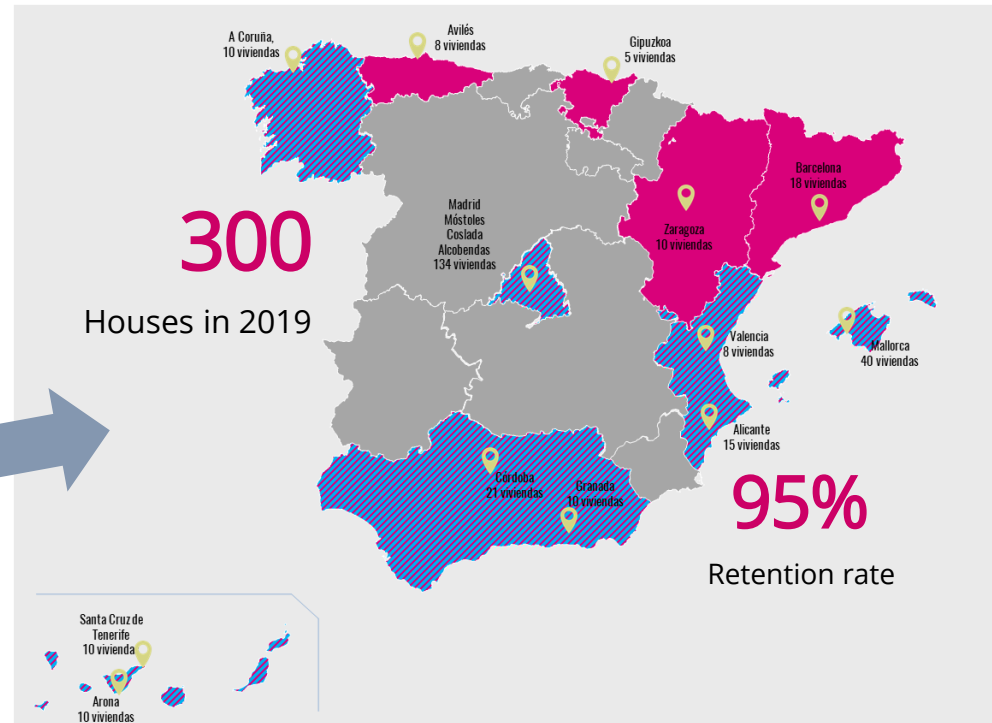 A Coruña,
10 viviendas
Avilés
8 viviendas
Gipuzkoa
5 viviendas
300
Houses in 2019
Madrid
Móstoles
Coslada
Alcobendas
134 viviendas
Zaragoza
10 viviendas
Barcelona
18 viviendas
Valencia
8 viviendas
Mallorca
40 viviendas
Alicante
15 viviendas
Córdoba
21 viviendas
Granada
10 viviendas
95%
Retention rate
Santa Cruz de
Tenerife
10 vivienda
Arona
10 viviendas